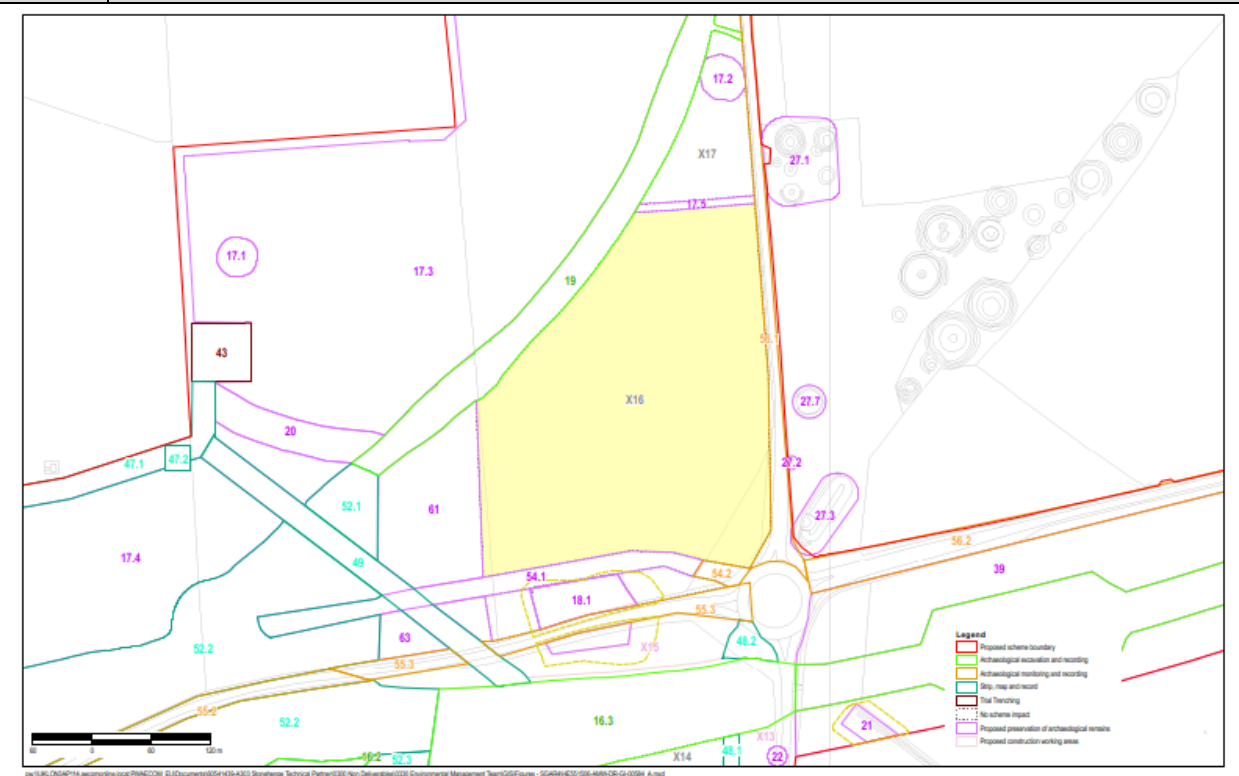 17.2
X17
27.1
17.5
17.1
17.3
19
56.1
43
X16
27.7
20
47.1
47.2
27.2
52.1
61
27.3
56.2
17.4
49
54.1
54.2
39
18.1
55.3
63
48.2
52.2
X15
55.3
55.2
52.2
16.3
21
X13
48.1
16.2
52.3
X14
22
Legend
Proposed scheme boundary
Archaeological excavation and recording
Archaeological monitoring and recording
Strip, map and record
Trial Trenching
No scheme impact
Proposed preservation of archaeological remains
Proposed construction working areas
60 0 60 120 m